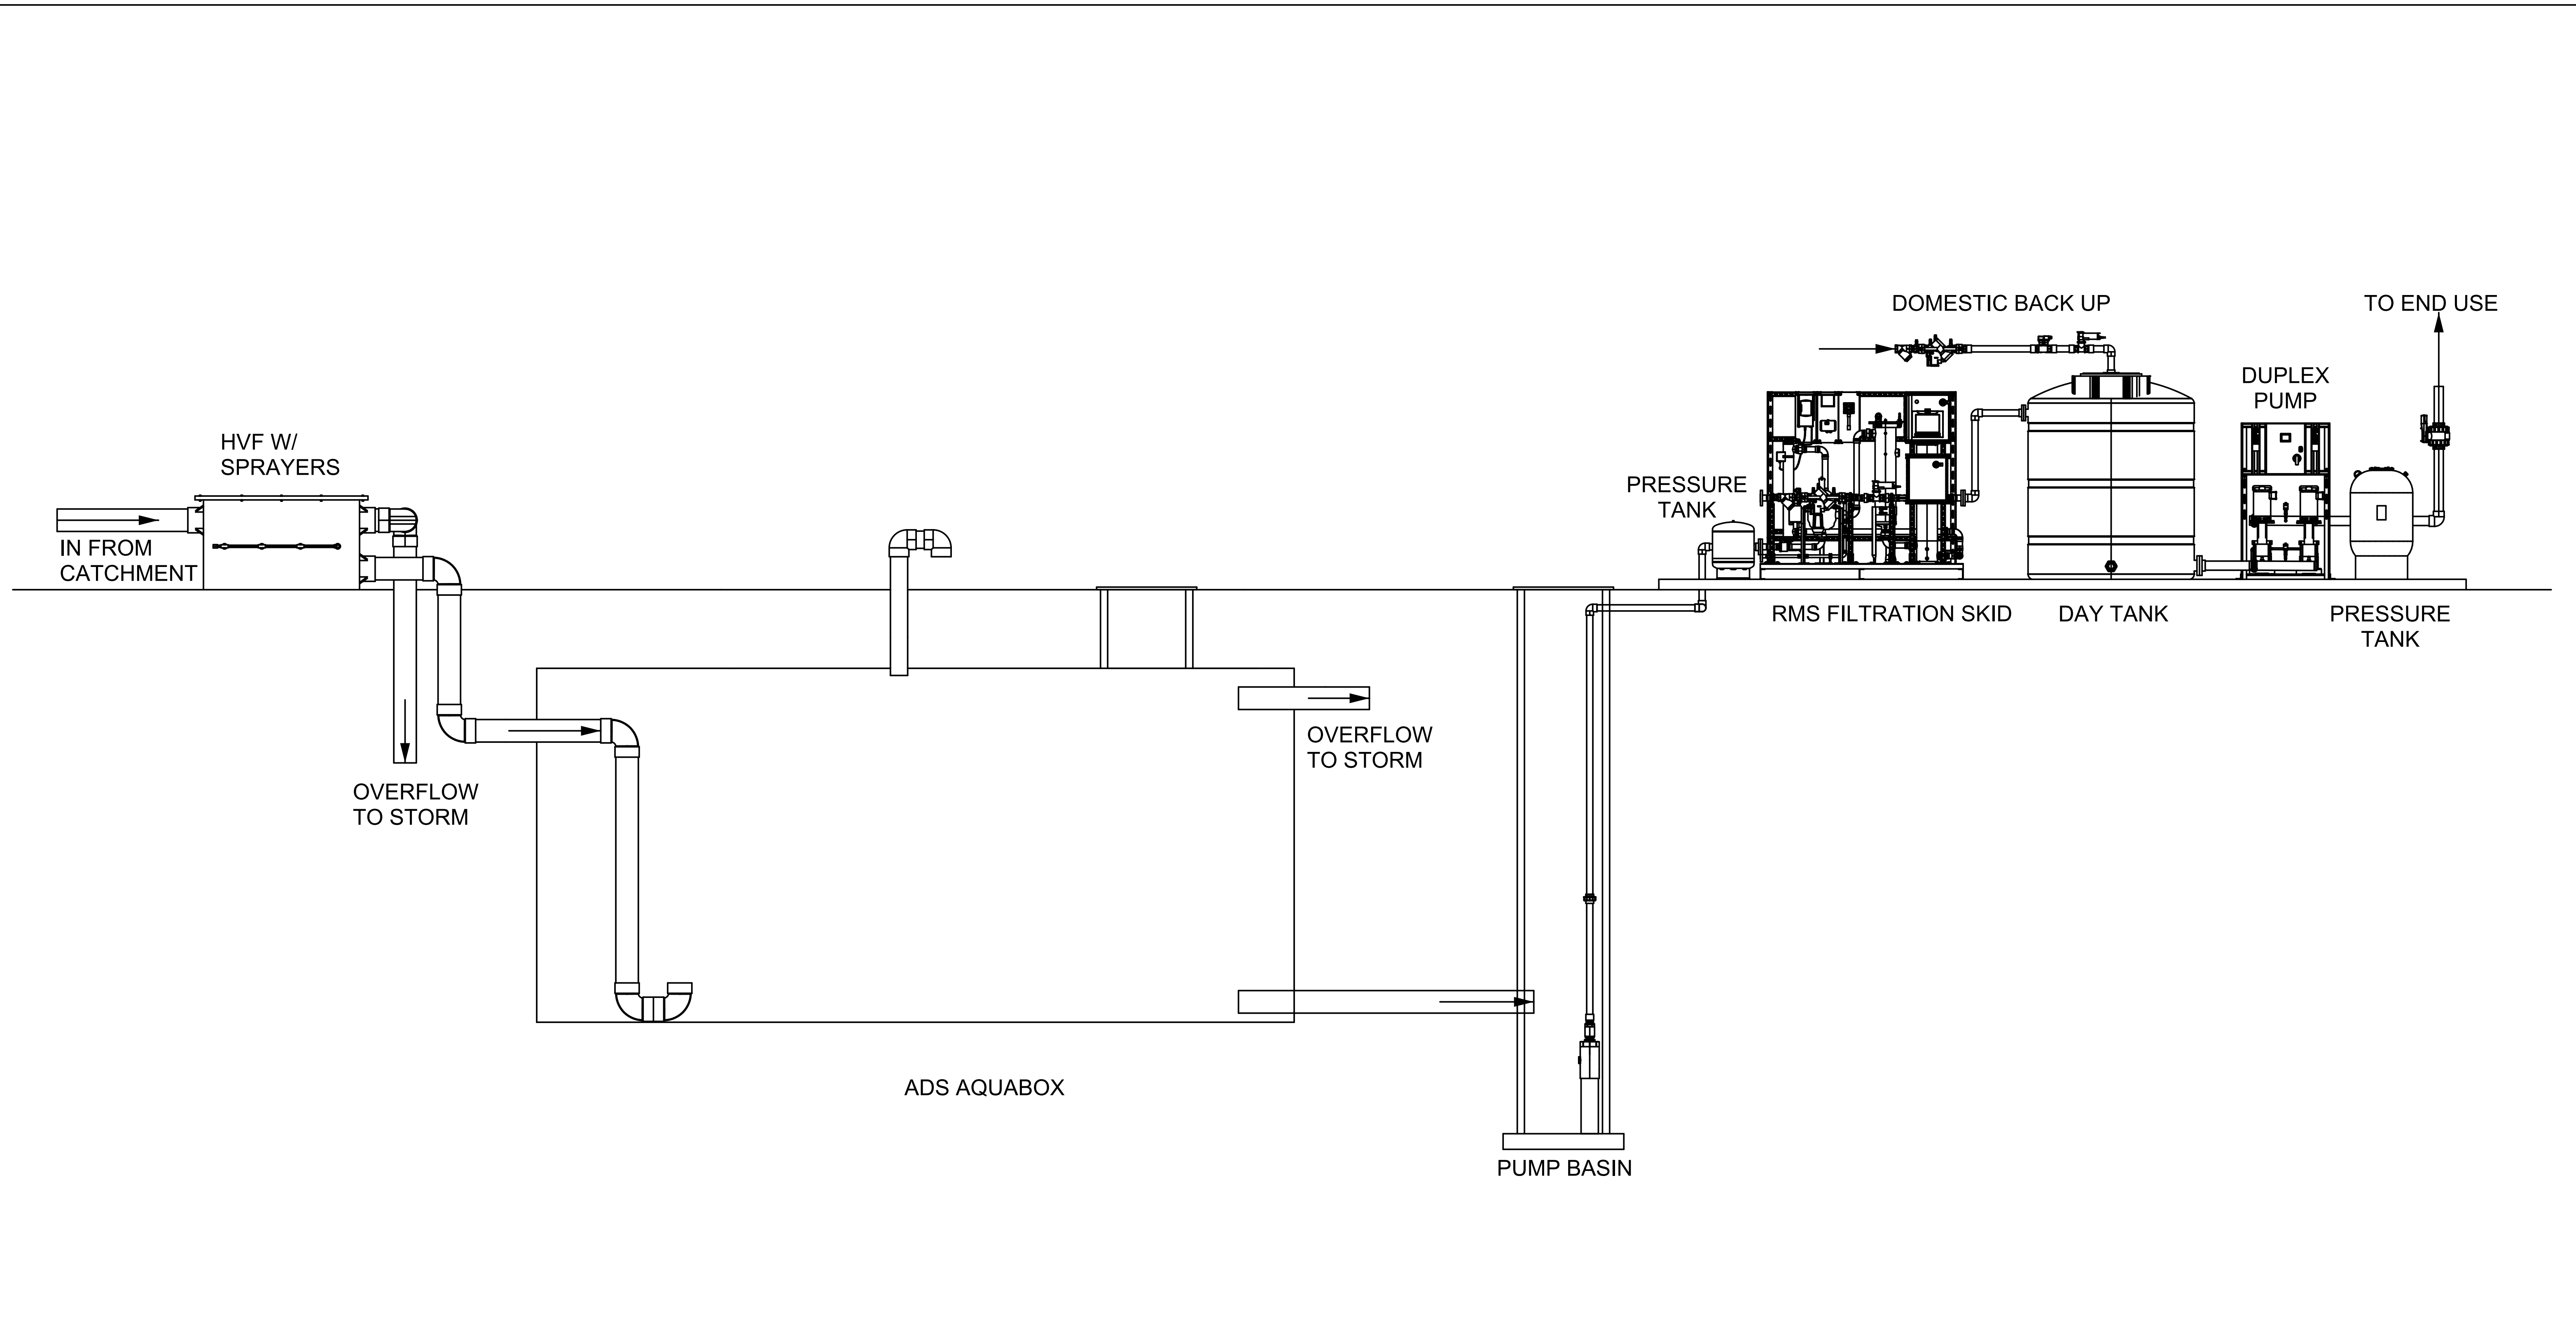 DOMESTIC BACK UP
TO END USE
DUPLEX
PUMP
HVF W/
SPRAYERS
PRESSURE
TANK
IN FROM
CATCHMENT
RMS FILTRATION SKID
DAY TANK
PRESSURE
TANK
OVERFLOW
TO STORM
OVERFLOW
TO STORM
ADS AQUABOX
PUMP BASIN